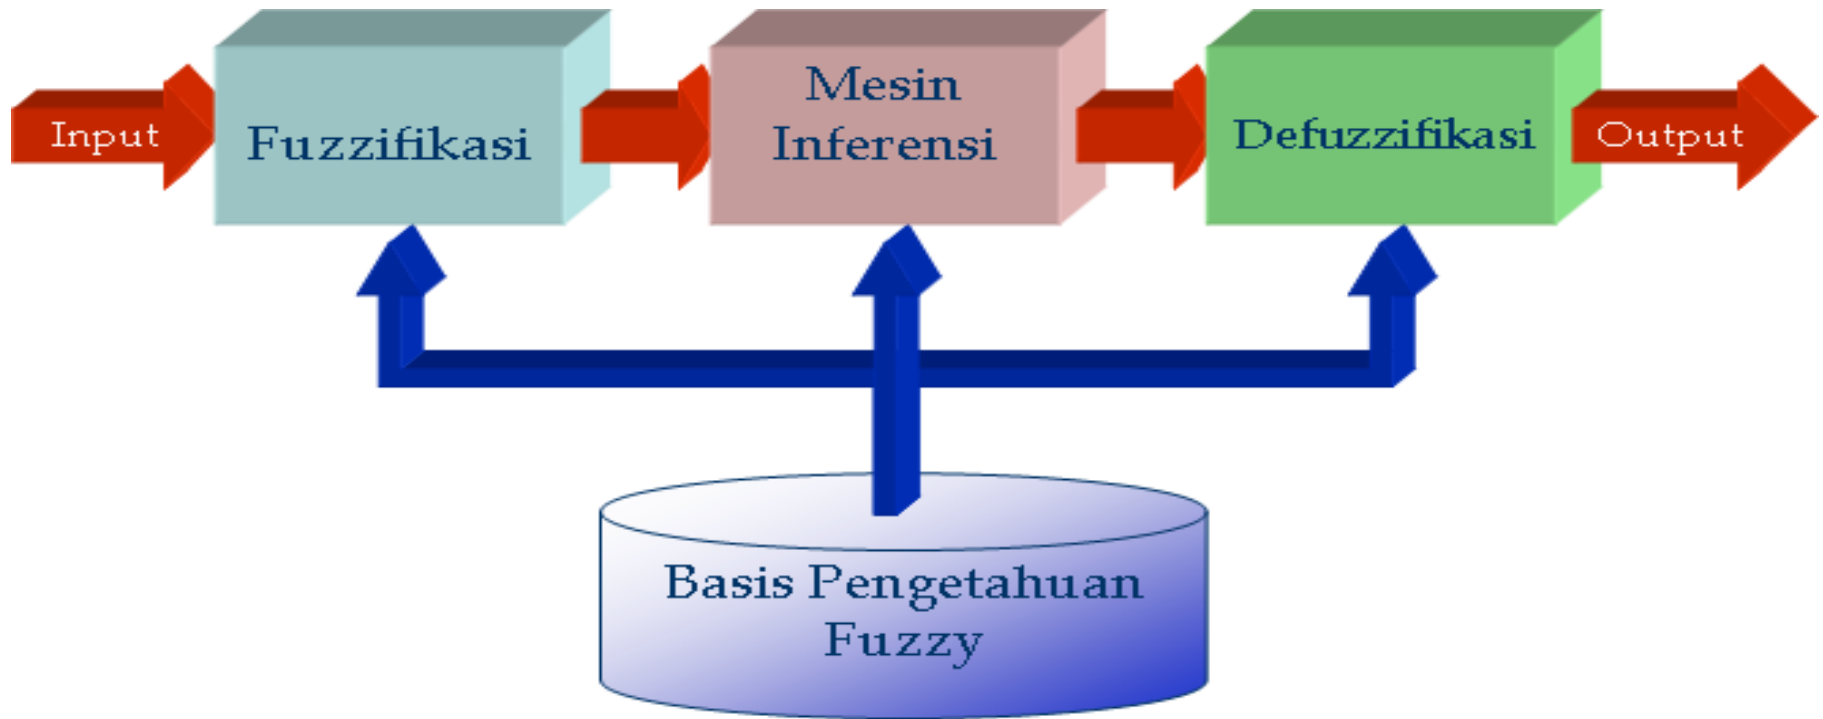 Input
Fuzzifikasi
Mesin
Inferensi
Defuzzifikasi
Output
Basis Pengetahuan
Fuzzy